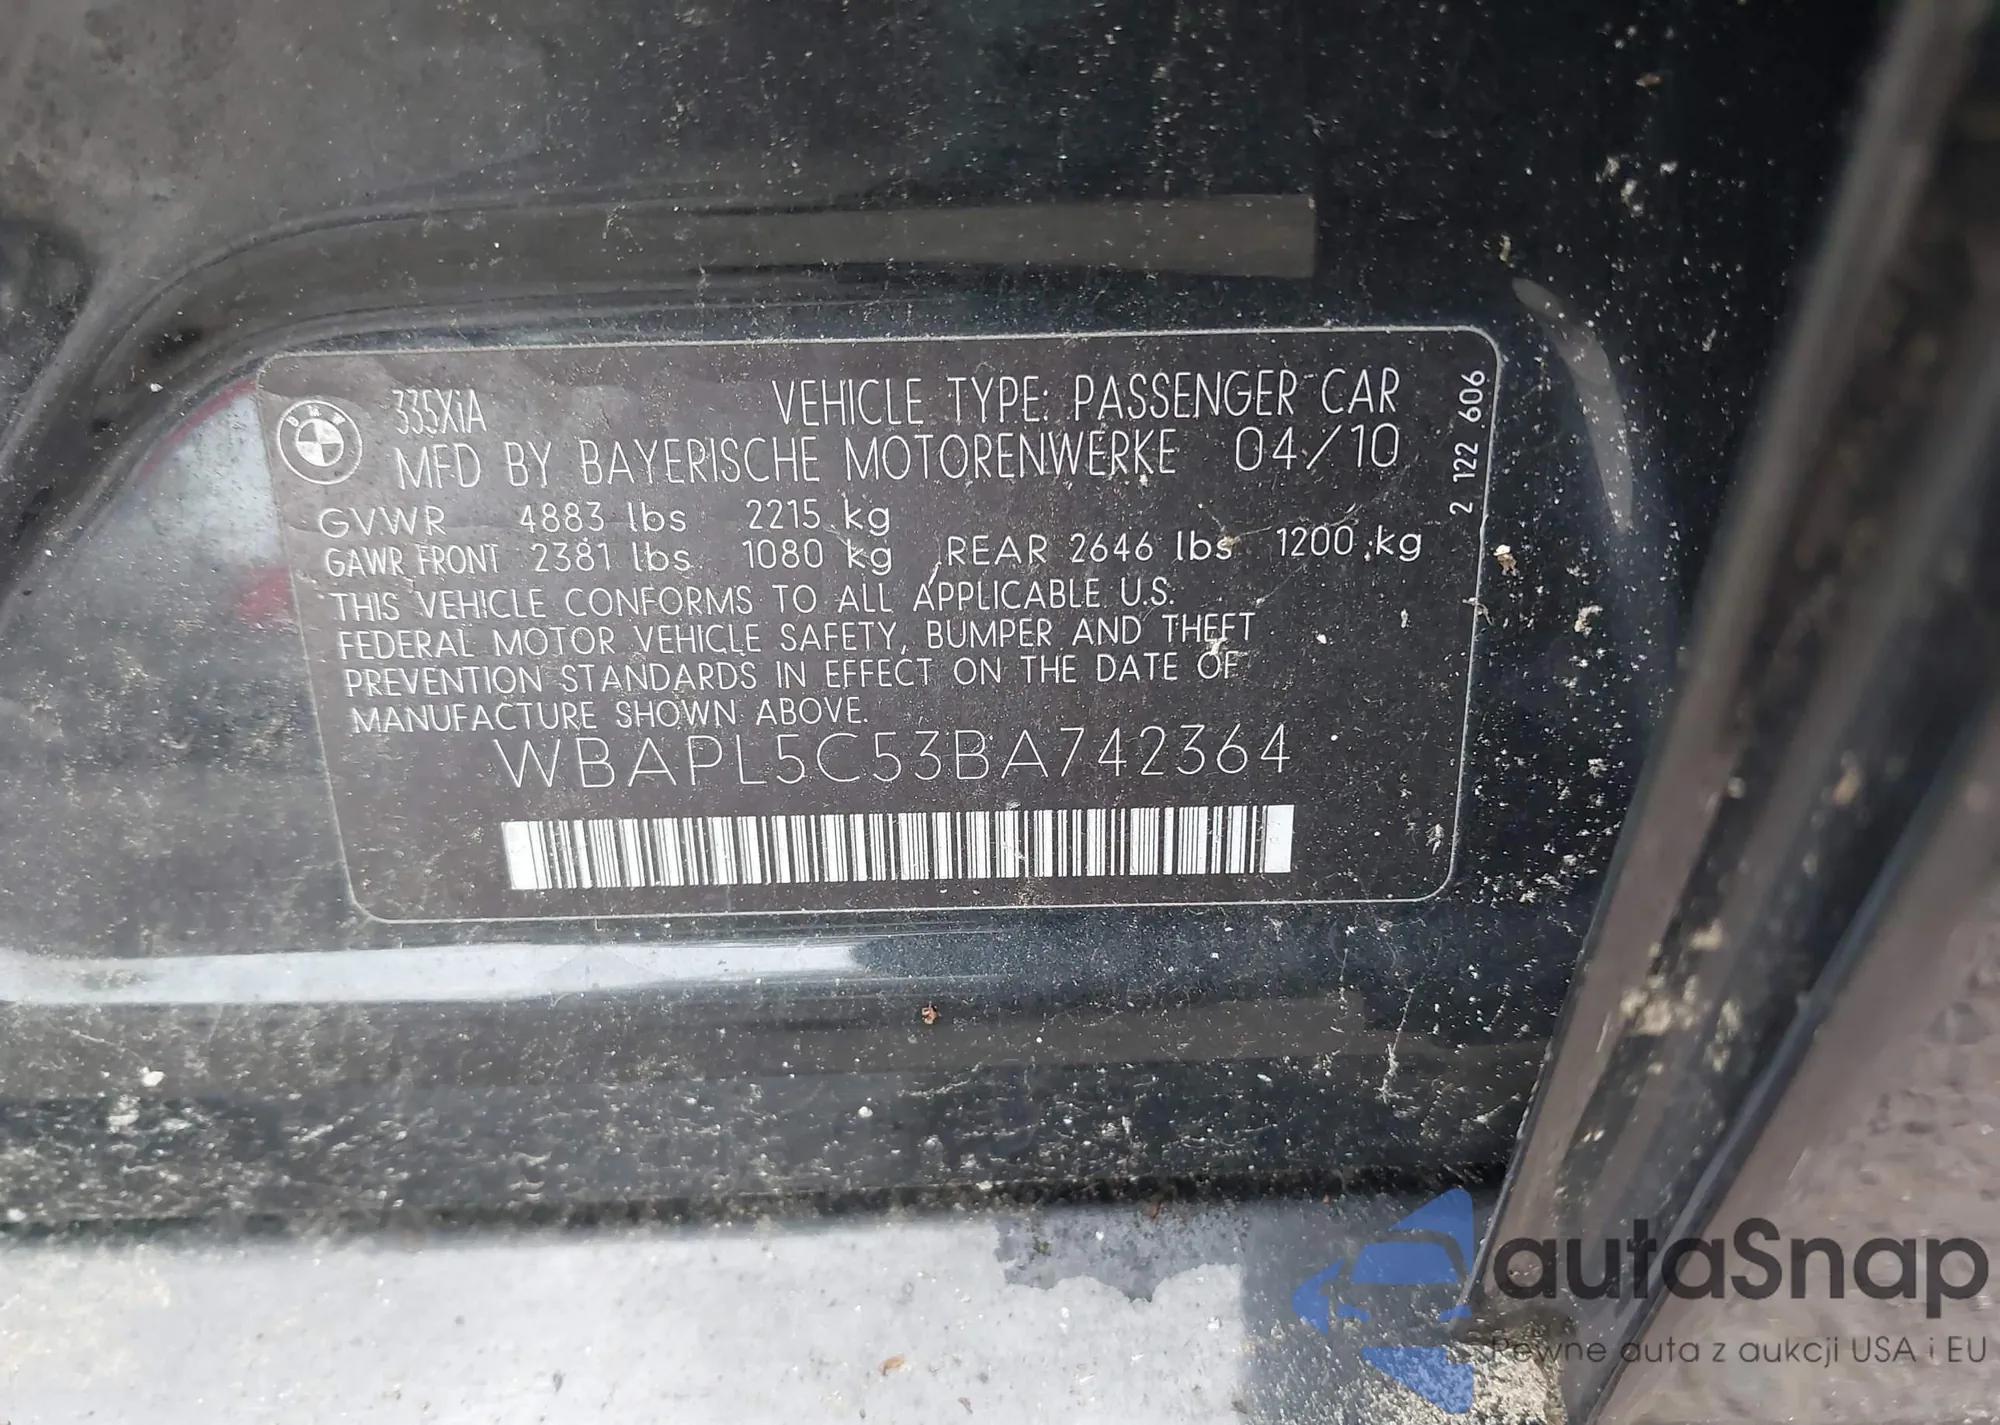 BMW
335XiA
VEHICLE TYPE: PASSENGER CAR
MFD BY BAYERISCHE MOTORENWERKE 04/10
GVWR 4883 lbs 2215 kg
GAWR FRONT 2381 lbs 1080 kg REAR 2646 lbs 1200 kg
THIS VEHICLE CONFORMS TO ALL APPLICABLE U.S.
FEDERAL MOTOR VEHICLE SAFETY, BUMPER AND THEFT
PREVENTION STANDARDS IN EFFECT ON THE DATE OF
MANUFACTURE SHOWN ABOVE.
WBAPL5C53BA742364
2 122 606
autaSnap
Pewne auta z aukcji USA i EU